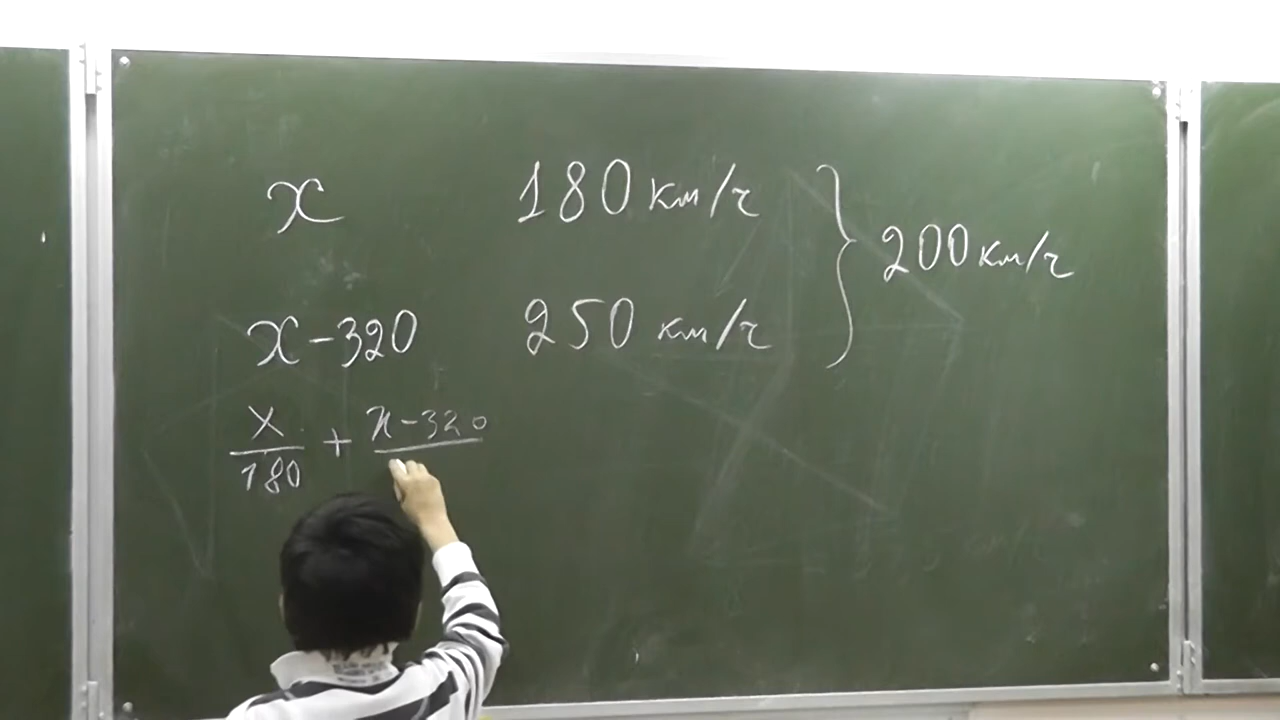 x 180 км/ч
x-320 250 км/ч
} 200 км/ч
x/180 + x-320